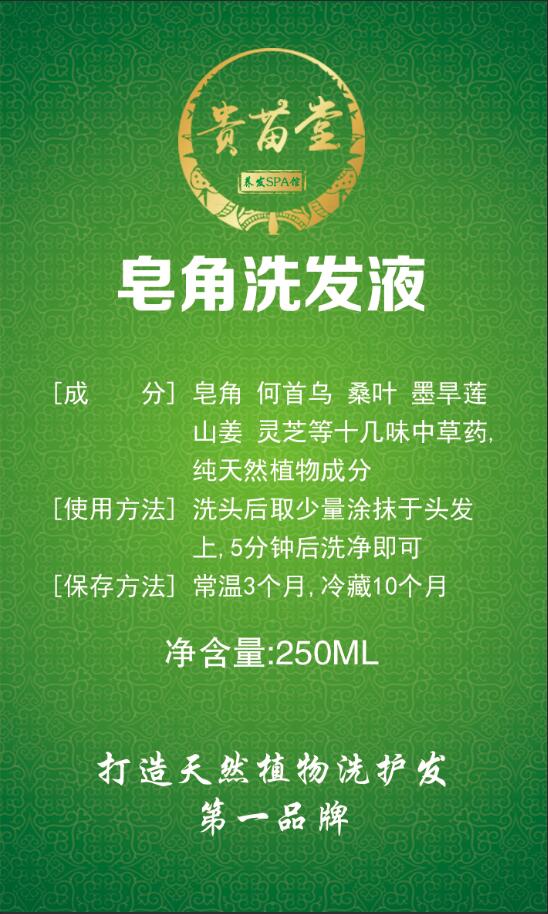 贵苗堂
养发SPA馆
皂角洗发液
[成　　分] 皂角 何首乌 桑叶 墨旱莲
山姜 灵芝等十几味中草药,
纯天然植物成分
[使用方法] 洗头后取少量涂抹于头发
上,5分钟后洗净即可
[保存方法] 常温3个月,冷藏10个月
净含量:250ML
打造天然植物洗护发
第一品牌